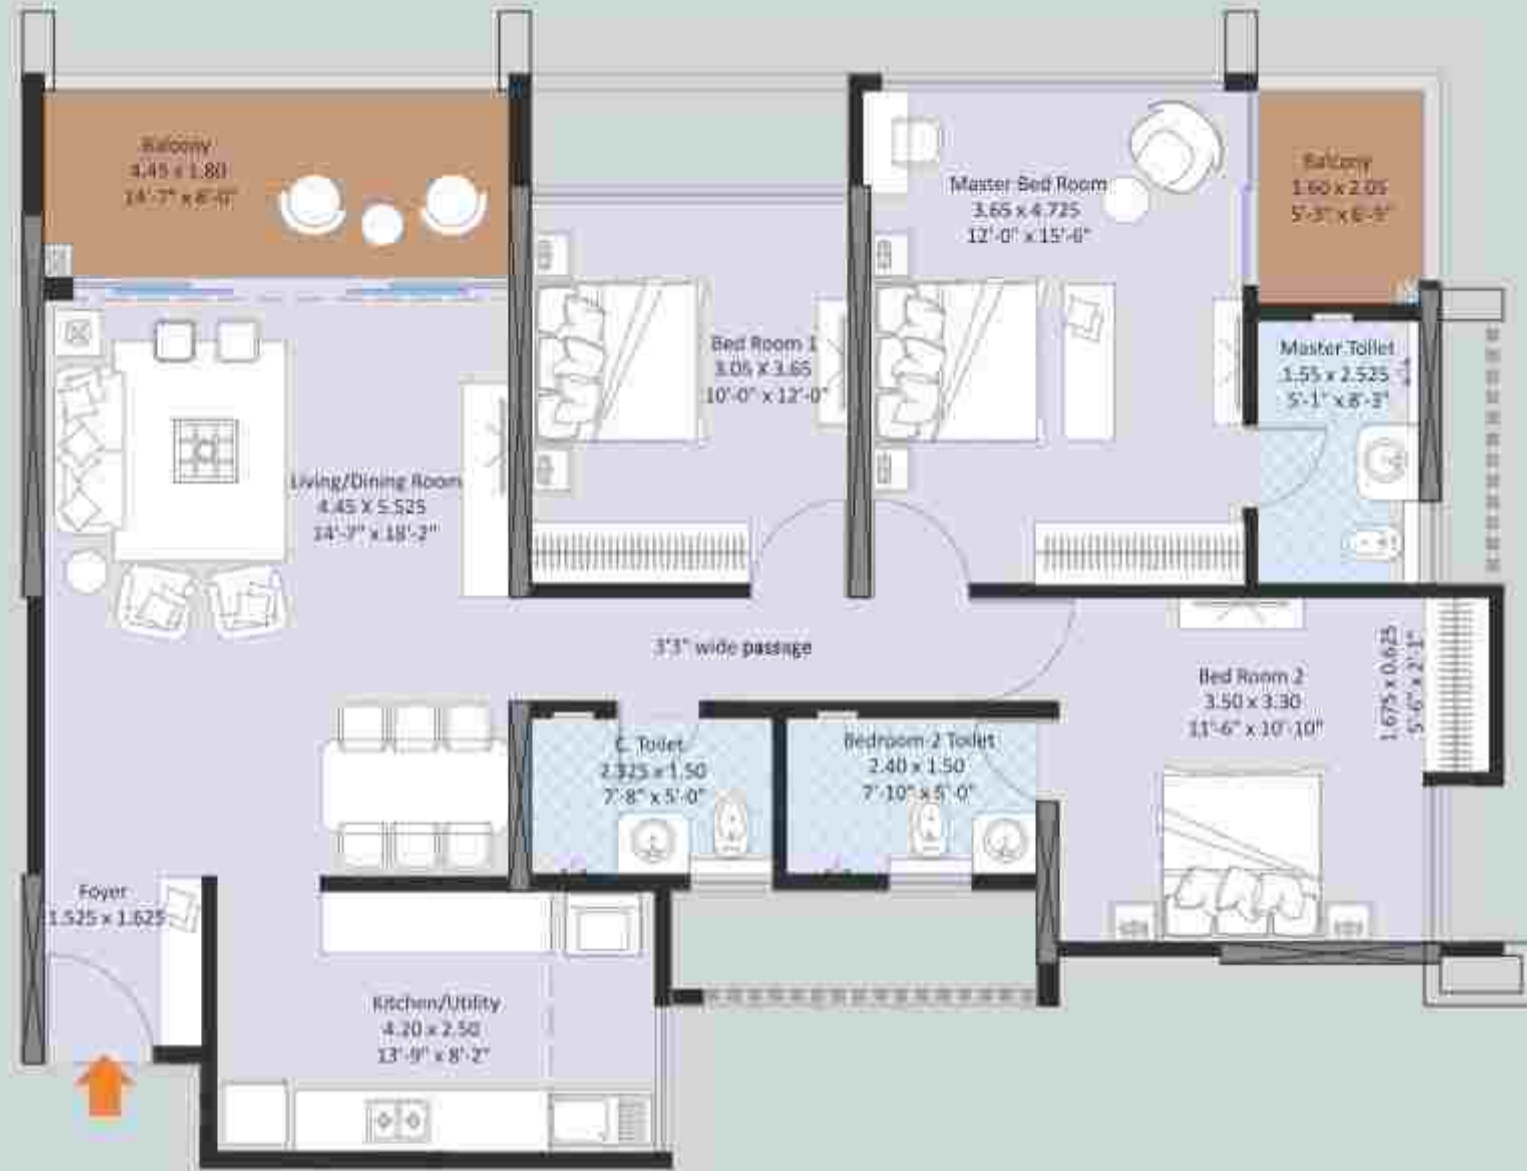 Balcony
4.45 x 1.80
14'-7" x 6'-0"
Master Bed Room
3.65 x 4.725
12'-0" x 15'-6"
Balcony
1.60 x 2.05
5'-3" x 6'-9"
Bed Room 1
3.05 X 3.65
10'-0" x 12'-0"
Master Toilet
1.55 x 2.525
5'-1" x 8'-3"
Living/Dining Room
4.45 X 5.525
14'-7" x 18'-2"
3'3" wide passage
Bed Room 2
3.50 x 3.30
11'-6" x 10'-10"
1.675 x 0.625
5'-6" x 2'-1"
C. Toilet
2.325 x 1.50
7'-8" x 5'-0"
Bedroom-2 Toilet
2.40 x 1.50
7'-10" x 5'-0"
Foyer
1.525 x 1.625
Kitchen/Utility
4.20 x 2.50
13'-9" x 8'-2"